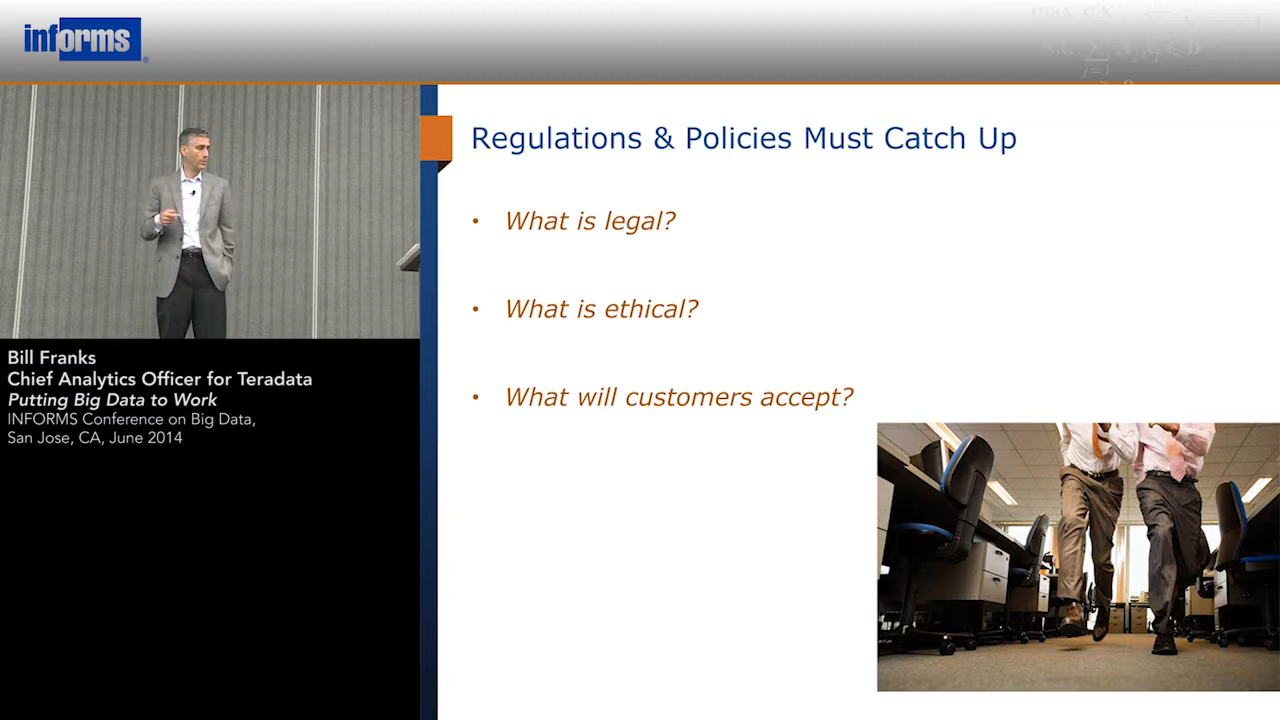 informs
Bill Franks
Chief Analytics Officer for Teradata
Putting Big Data to Work
INFORMS Conference on Big Data,
San Jose, CA, June 2014
Regulations & Policies Must Catch Up
• What is legal?
• What is ethical?
• What will customers accept?